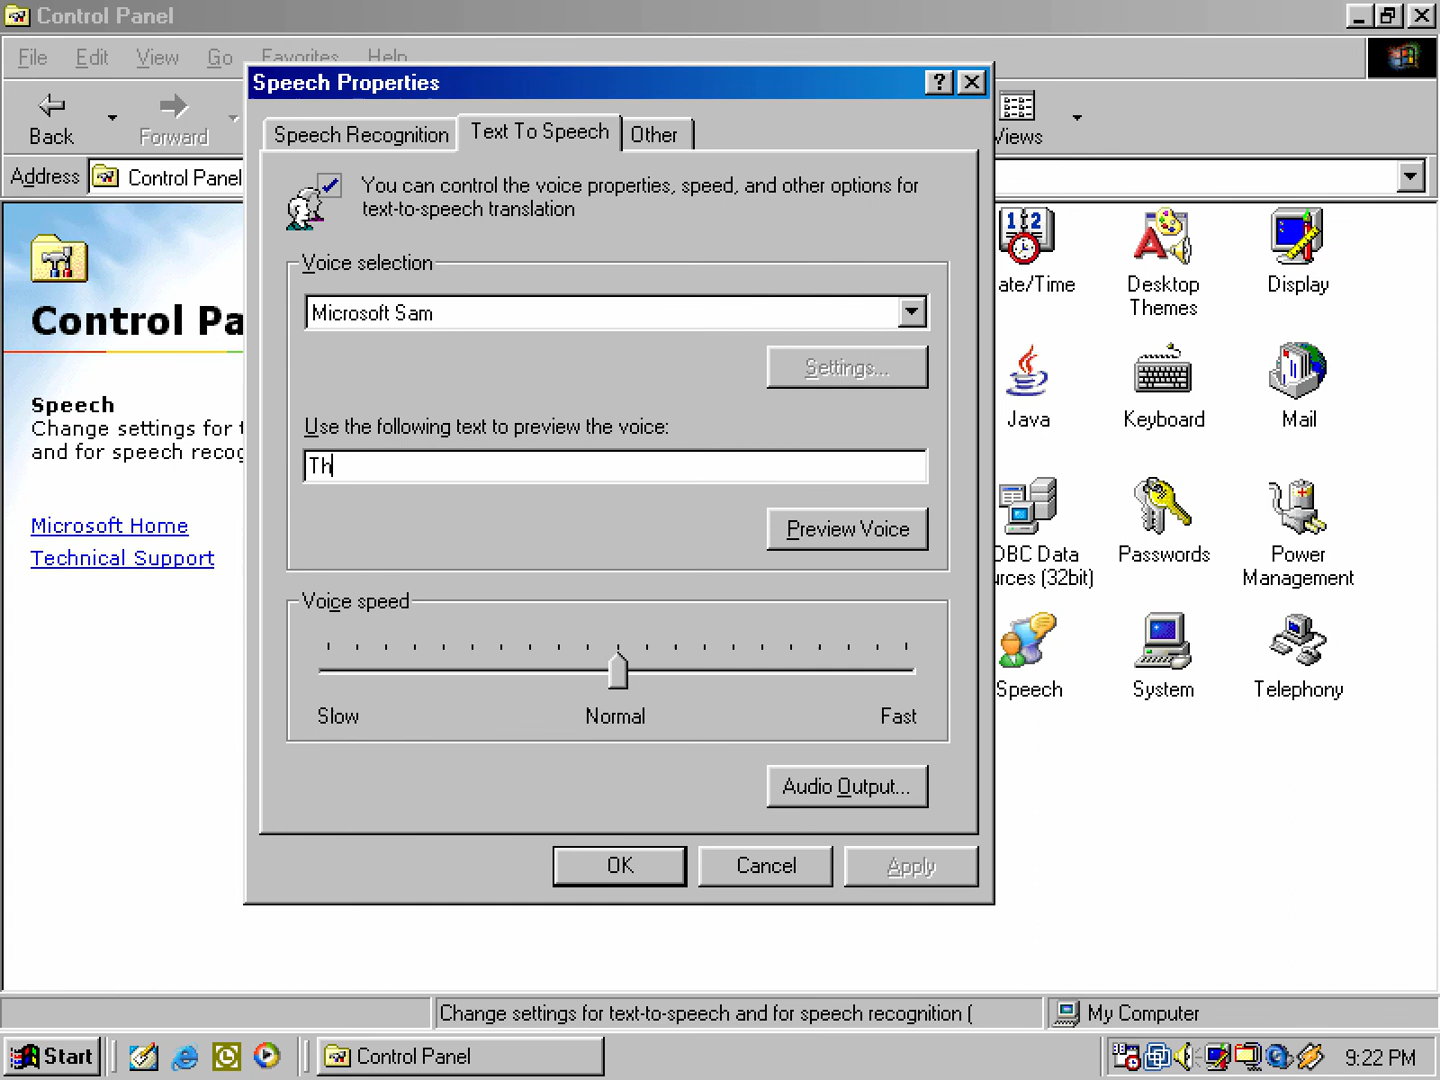 Control Panel
File Edit View Go Favorites Help
Speech Properties
Back
Forward
Views
Speech Recognition
Text To Speech
Other
Address
Control Panel
You can control the voice properties, speed, and other options for
text-to-speech translation
Voice selection
Microsoft Sam
Settings...
Use the following text to preview the voice:
Th
Preview Voice
Voice speed
Slow
Normal
Fast
Audio Output...
OK
Cancel
Apply
Control Pa
Speech
Change settings for t
and for speech recog
Microsoft Home
Technical Support
ate/Time
Desktop
Themes
Display
Java
Keyboard
Mail
DBC Data
urces (32bit)
Passwords
Power
Management
Speech
System
Telephony
Change settings for text-to-speech and for speech recognition (
My Computer
Start
Control Panel
9:22 PM